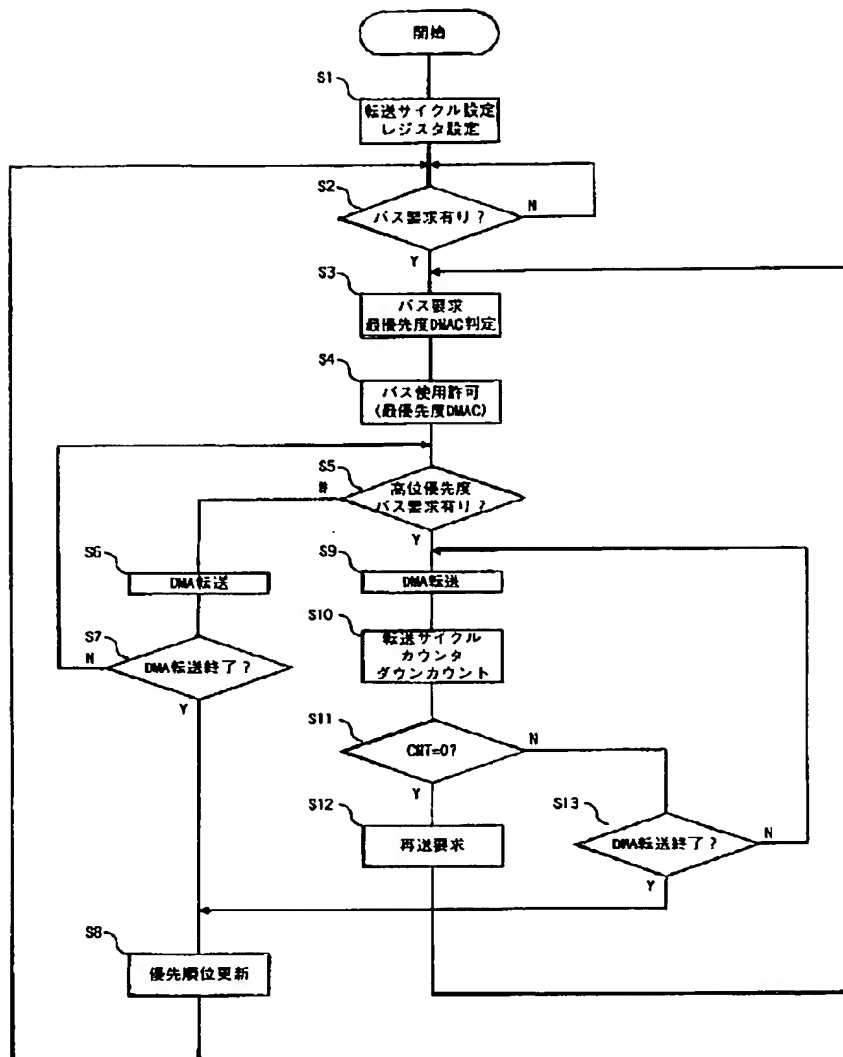 開始
S1
転送サイクル設定
レジスタ設定
S2
バス要求有り?
N
Y
S3
バス要求
最優先度DMAC判定
S4
バス使用許可
(最優先度DMAC)
S5
高位優先度
バス要求有り?
N
Y
S6
DMA転送
S9
DMA転送
S7
DMA転送終了?
N
Y
S10
転送サイクル
カウンタ
ダウンカウント
S11
CNT=0?
N
Y
S12
再送要求
S13
DMA転送終了?
N
Y
S8
優先順位更新